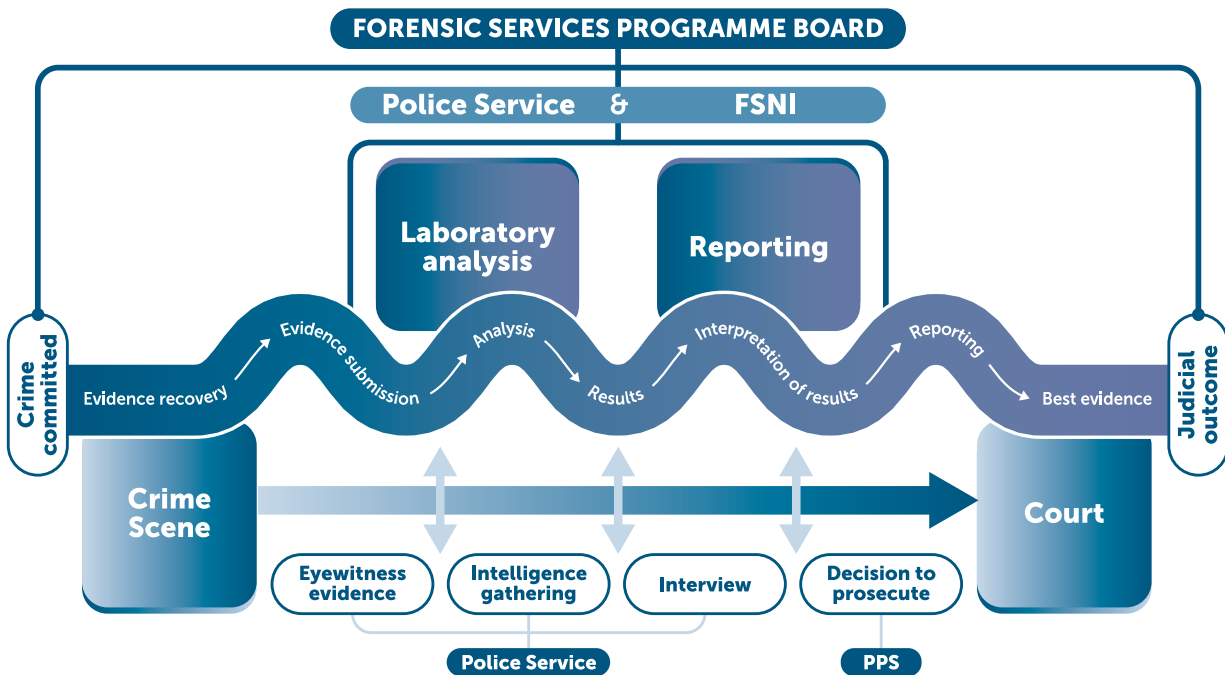 FORENSIC SERVICES PROGRAMME BOARD
Police Service & FSNI
Laboratory
analysis
Reporting
Crime
committed
Evidence recovery
Evidence submission
Analysis
Results
Interpretation of results
Reporting
Best evidence
Judicial
outcome
Crime
Scene
Court
Eyewitness
evidence
Intelligence
gathering
Interview
Decision to
prosecute
Police Service
PPS